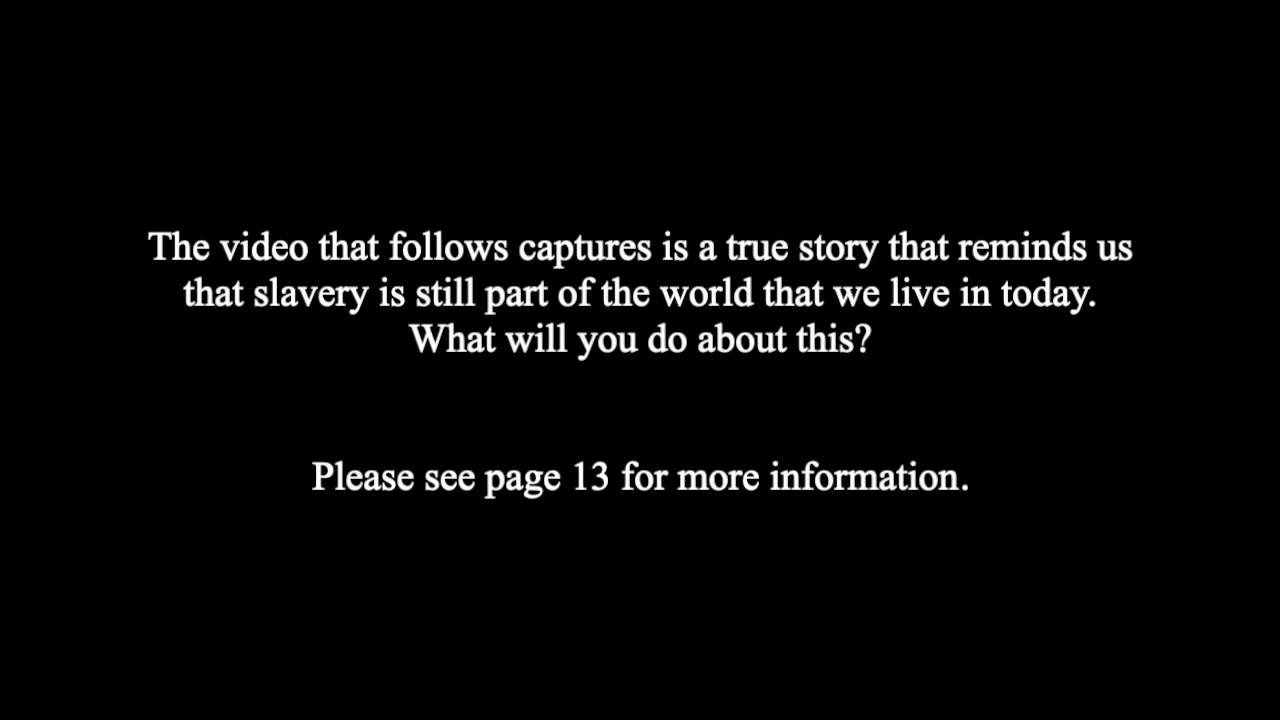 The video that follows captures is a true story that reminds us
that slavery is still part of the world that we live in today.
What will you do about this?
Please see page 13 for more information.